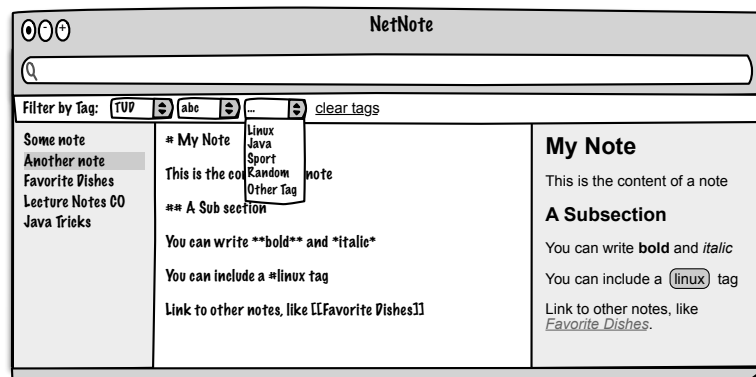 NetNote
Filter by Tag: TUD abc ... clear tags
Linux
Java
Sport
Random
Other Tag
Some note
Another note
Favorite Dishes
Lecture Notes CO
Java Tricks
# My Note
This is the co note
## A Sub section
You can write **bold** and *italic*
You can include a #linux tag
Link to other notes, like [[Favorite Dishes]]
My Note
This is the content of a note
A Subsection
You can write bold and italic
You can include a linux tag
Link to other notes, like
Favorite Dishes.